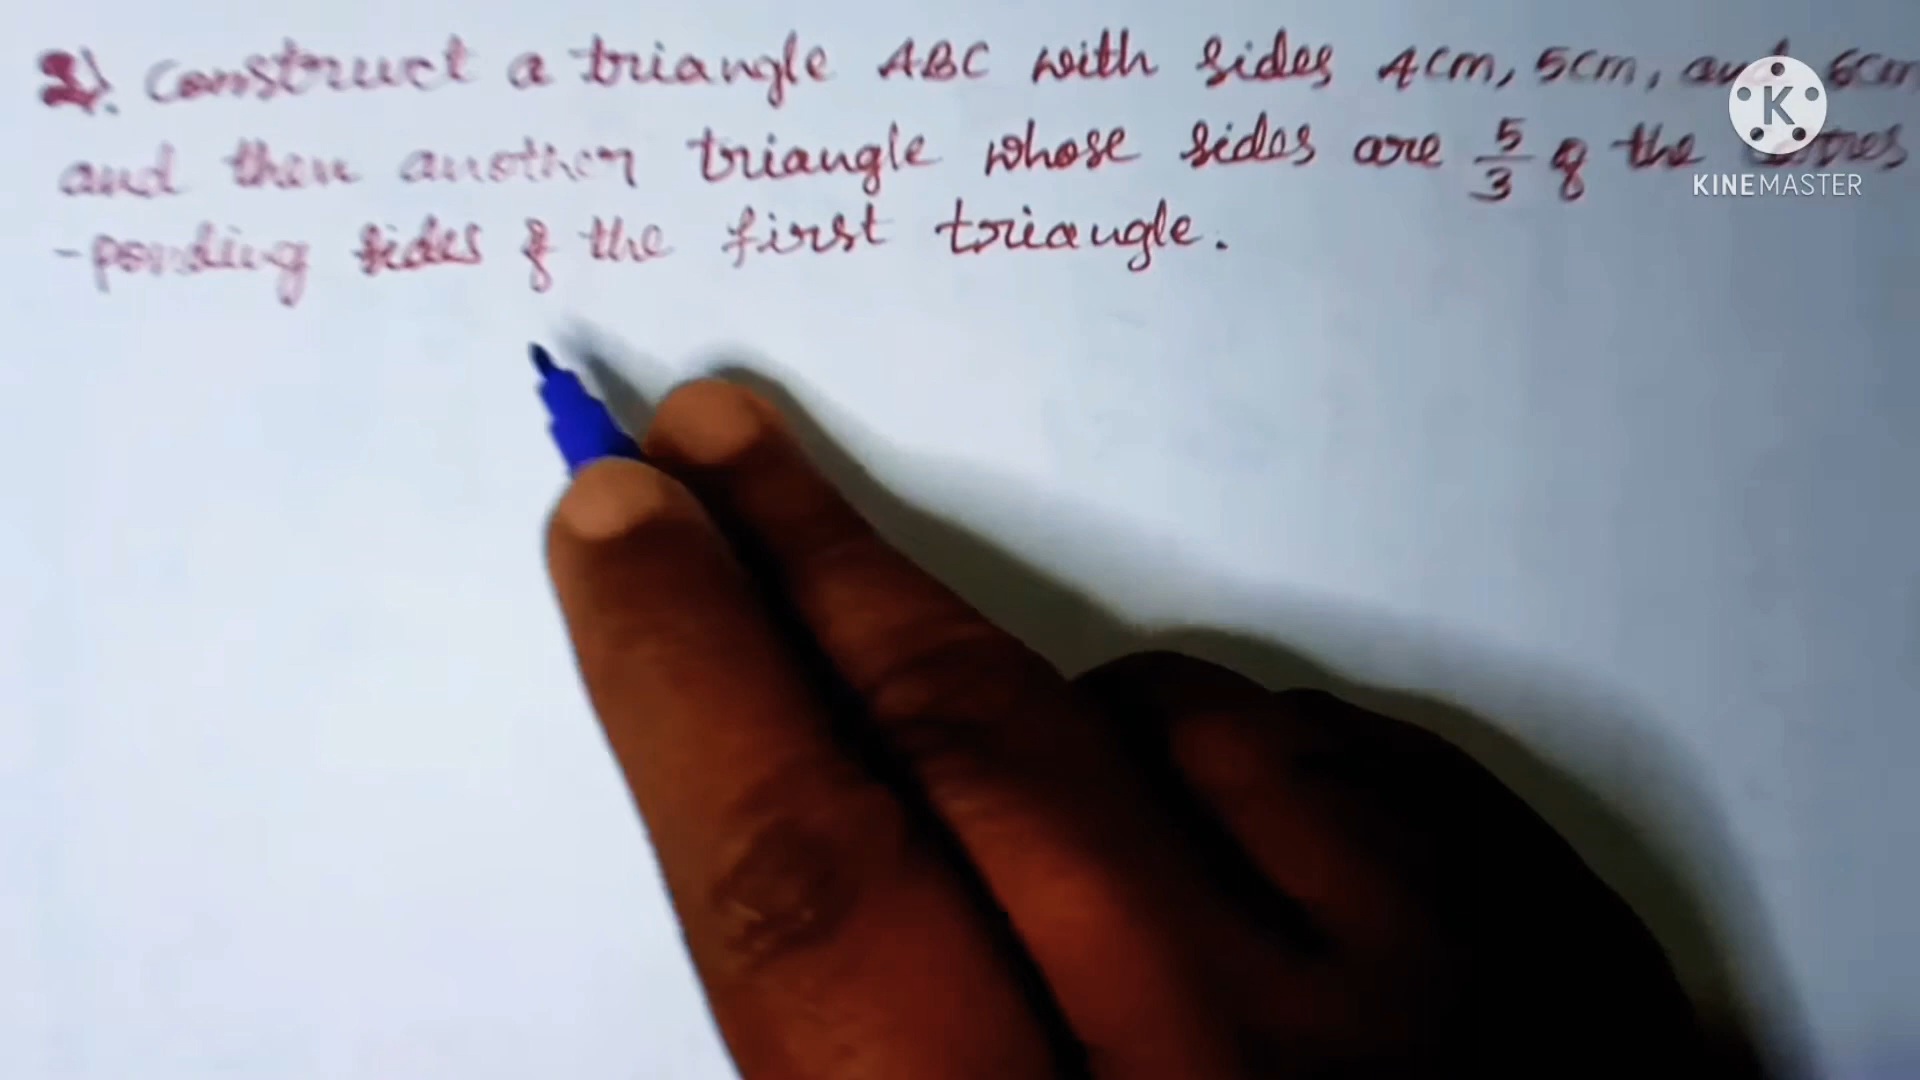 2). Construct a triangle ABC with sides 4cm, 5cm, and 6cm
and then another triangle whose sides are 5/3 of the corres
-ponding sides of the first triangle.
K
KINEMASTER